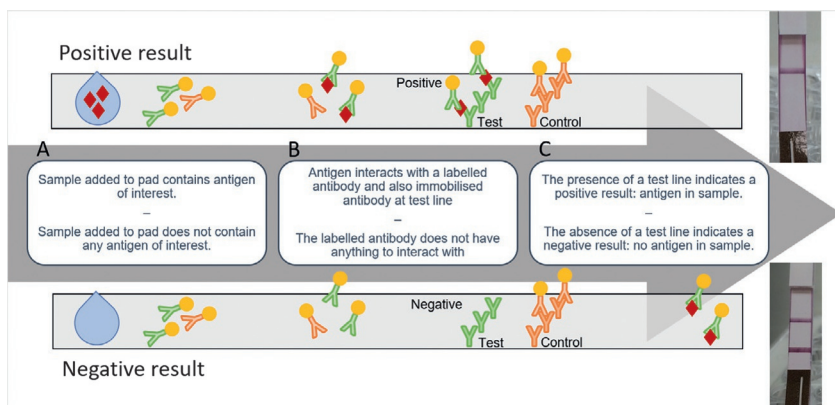 Positive result
Positive
Test
Control
A
B
C
Sample added to pad contains antigen
of interest.
–
Sample added to pad does not contain
any antigen of interest.
Antigen interacts with a labelled
antibody and also immobilised
antibody at test line
–
The labelled antibody does not have
anything to interact with
The presence of a test line indicates a
positive result: antigen in sample.
–
The absence of a test line indicates a
negative result: no antigen in sample.
Negative
Test
Control
Negative result